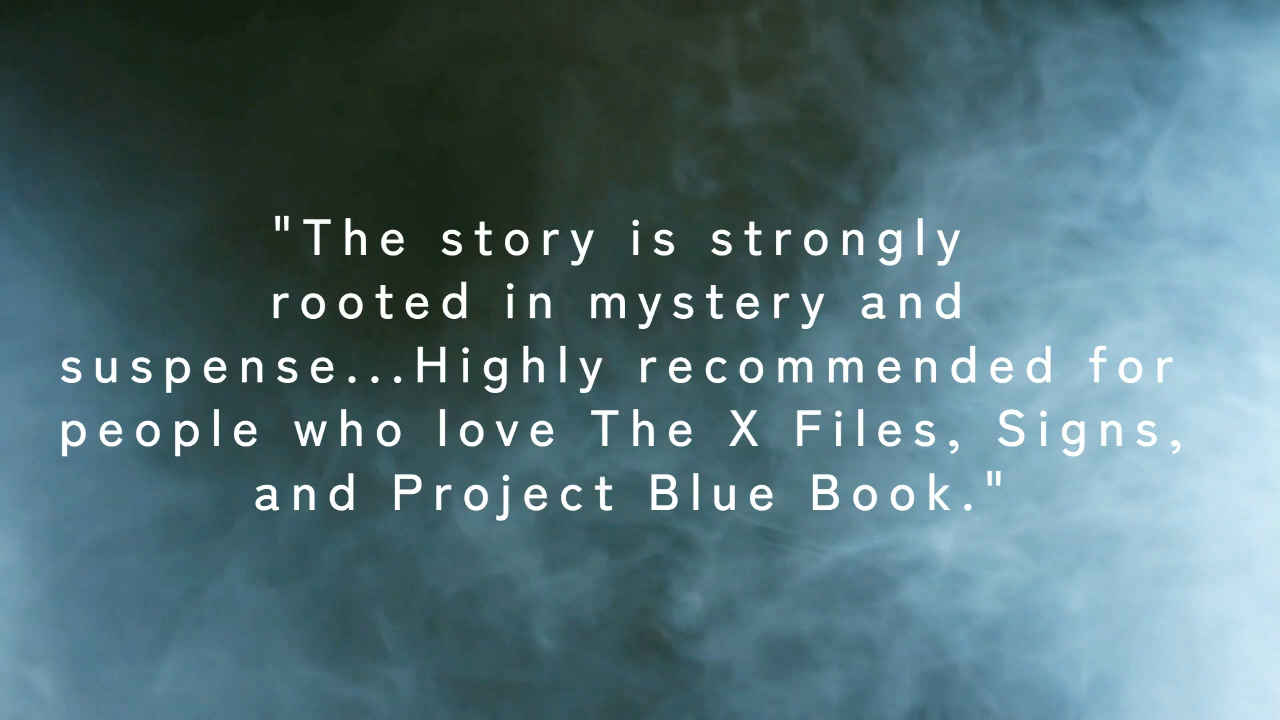 "The story is strongly
rooted in mystery and
suspense...Highly recommended for
people who love The X Files, Signs,
and Project Blue Book."